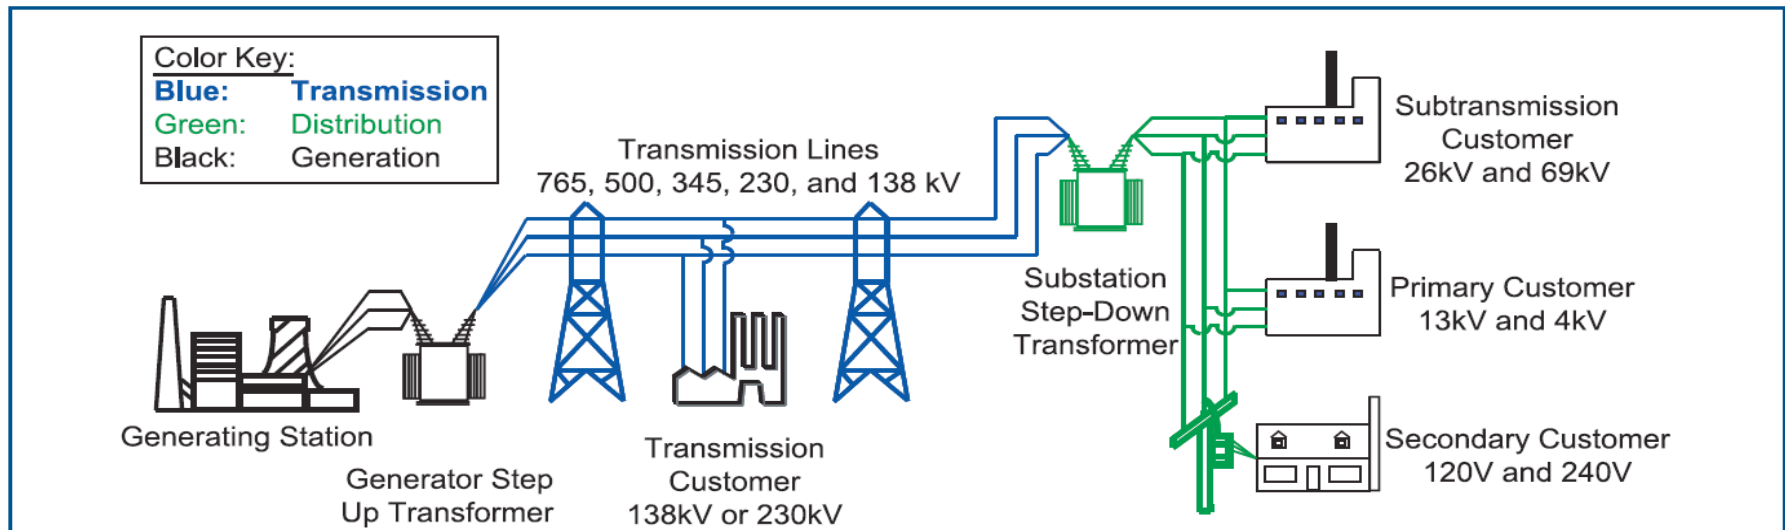 Color Key:
Blue: Transmission
Green: Distribution
Black: Generation
Transmission Lines
765, 500, 345, 230, and 138 kV
Subtransmission
Customer
26kV and 69kV
Substation
Step-Down
Transformer
Primary Customer
13kV and 4kV
Generating Station
Generator Step
Up Transformer
Transmission
Customer
138kV or 230kV
Secondary Customer
120V and 240V